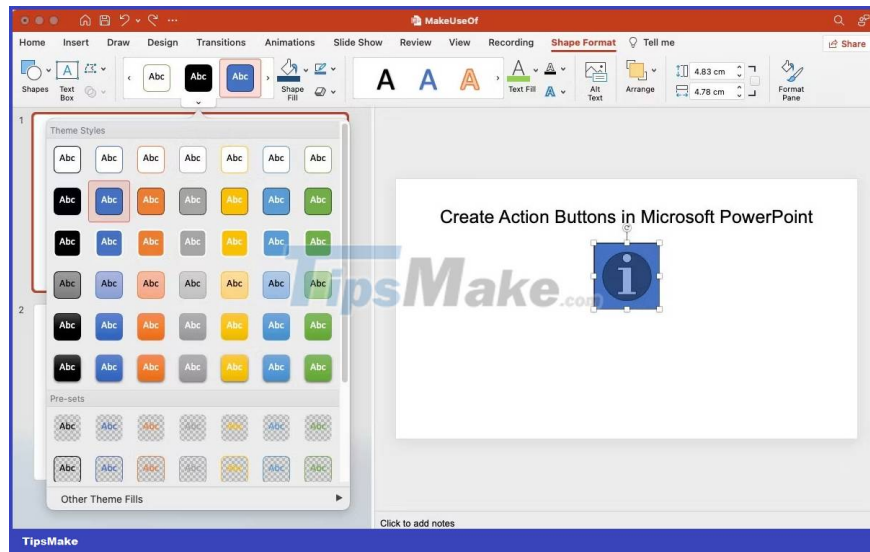 MakeUseOf
Home Insert Draw Design Transitions Animations Slide Show Review View Recording Shape Format Tell me
Share
Shapes
Text Box
Abc Abc Abc
Shape Fill
A A A
Text Fill
Alt Text
Arrange
4.83 cm
4.78 cm
Format Pane
1
Theme Styles
Abc Abc Abc Abc Abc Abc Abc
Abc Abc Abc Abc Abc Abc Abc
Abc Abc Abc Abc Abc Abc Abc
Abc Abc Abc Abc Abc Abc Abc
Abc Abc Abc Abc Abc Abc Abc
Abc Abc Abc Abc Abc Abc Abc
Pre-sets
Abc Abc Abc Abc Abc Abc Abc
Abc Abc Abc Abc Abc Abc Abc
Other Theme Fills
2
Create Action Buttons in Microsoft PowerPoint
i
TipsMake.com
Click to add notes
TipsMake